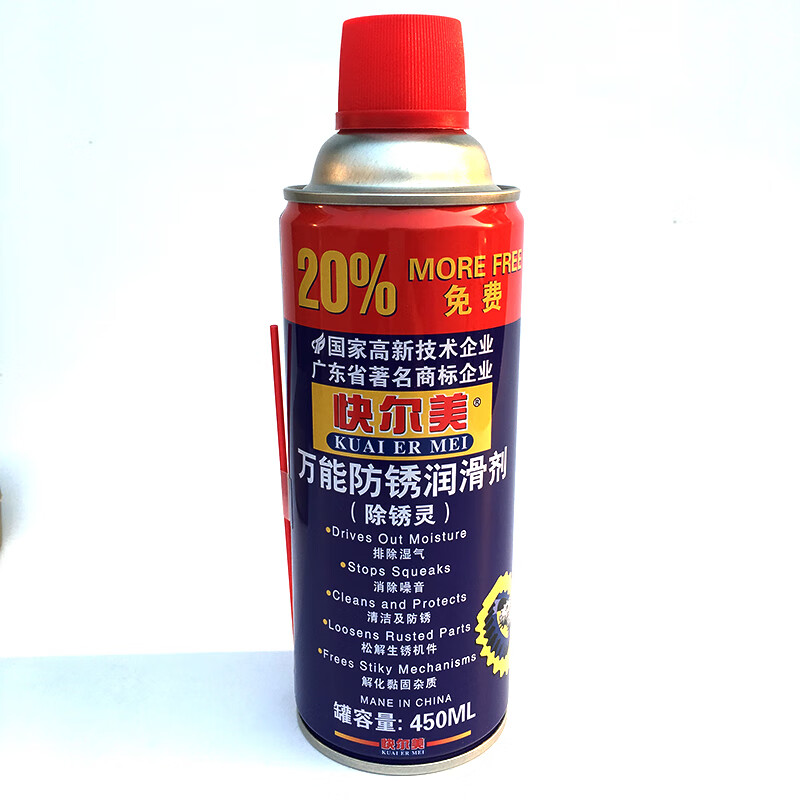 20% MORE FREE
免费
国家高新技术企业
广东省著名商标企业
快尔美®
KUAI ER MEI
万能防锈润滑剂
（除锈灵）
•Drives Out Moisture
排除湿气
•Stops Squeaks
消除噪音
•Cleans and Protects
清洁及防锈
•Loosens Rusted Parts
松解生锈机件
•Frees Stiky Mechanisms
解化黏固杂质
MANE IN CHINA
罐容量: 450ML
快尔美
KUAI ER MEI